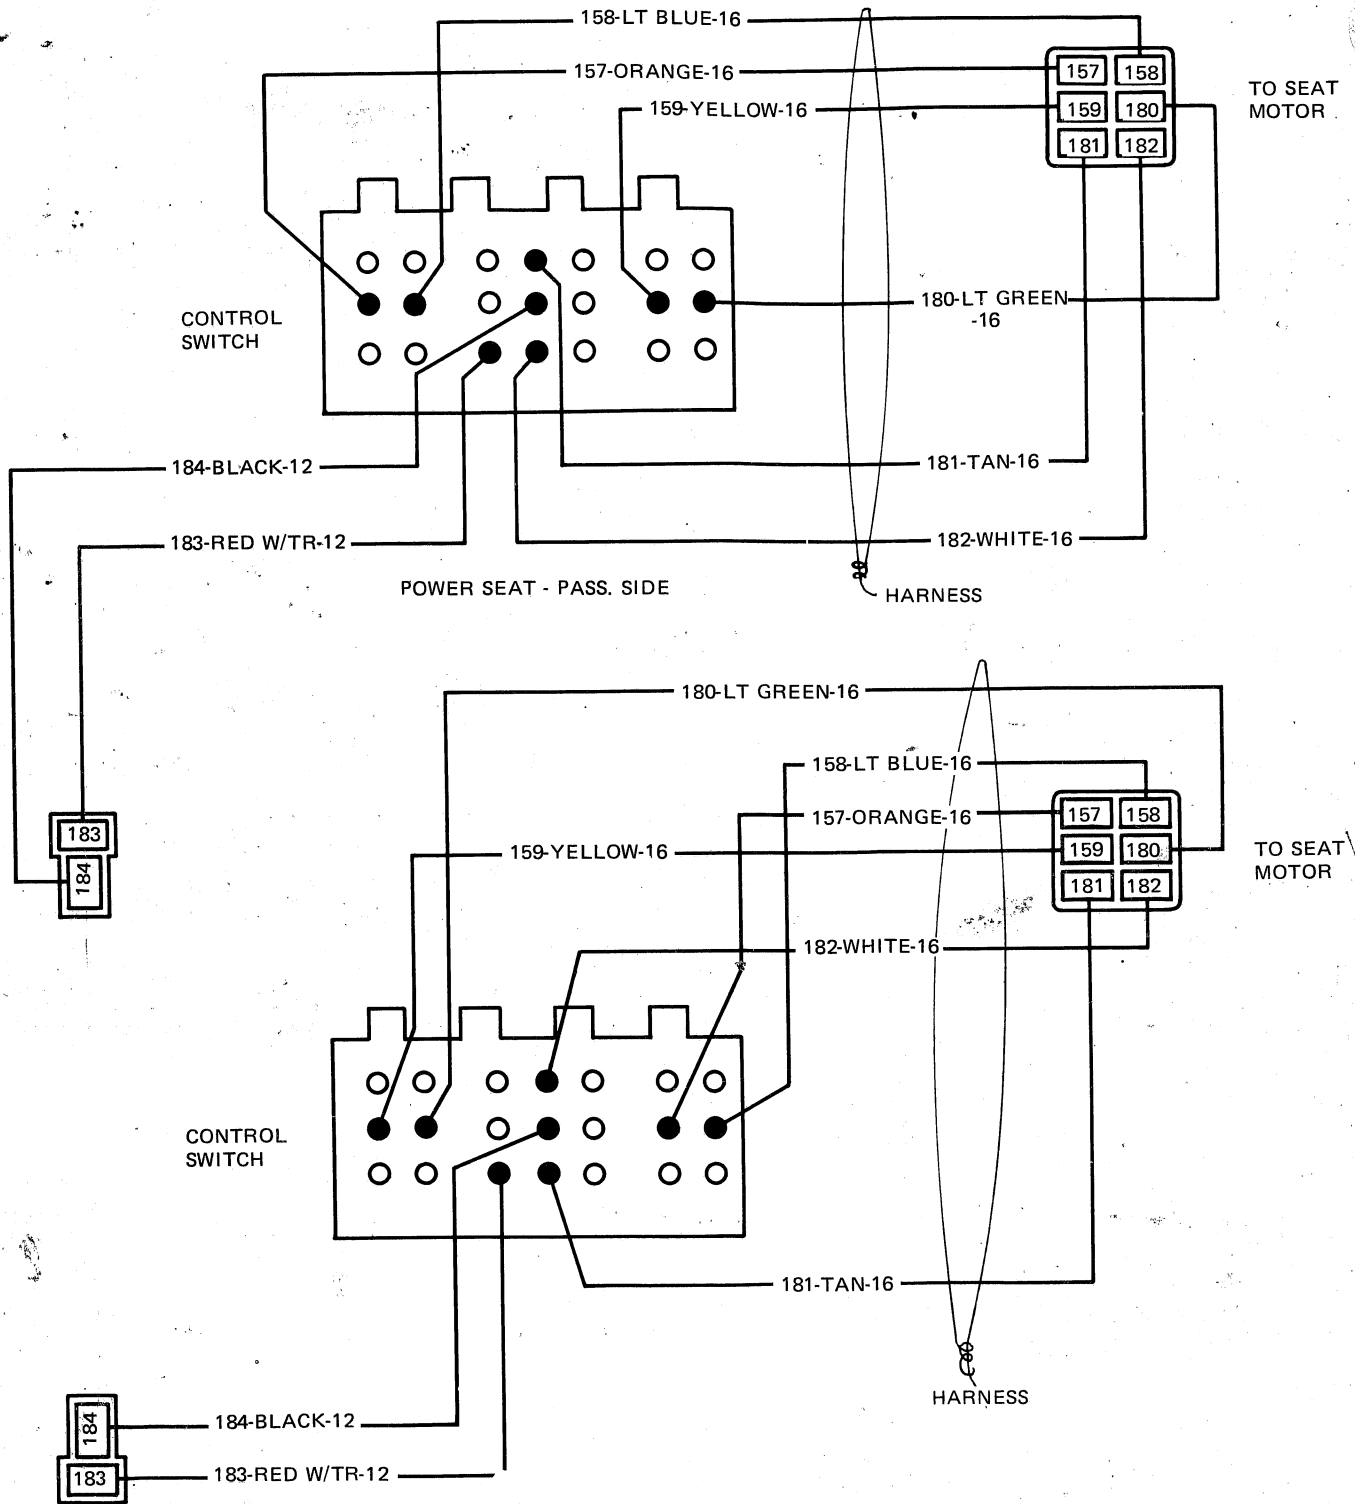 158-LT BLUE-16
157-ORANGE-16
159-YELLOW-16
157
158
159
180
181
182
TO SEAT
MOTOR
CONTROL
SWITCH
180-LT GREEN
-16
184-BLACK-12
181-TAN-16
183-RED W/TR-12
182-WHITE-16
POWER SEAT - PASS. SIDE
HARNESS
183
184
180-LT GREEN-16
158-LT BLUE-16
157-ORANGE-16
159-YELLOW-16
157
158
159
180
181
182
TO SEAT
MOTOR
182-WHITE-16
CONTROL
SWITCH
181-TAN-16
HARNESS
184-BLACK-12
183-RED W/TR-12
184
183